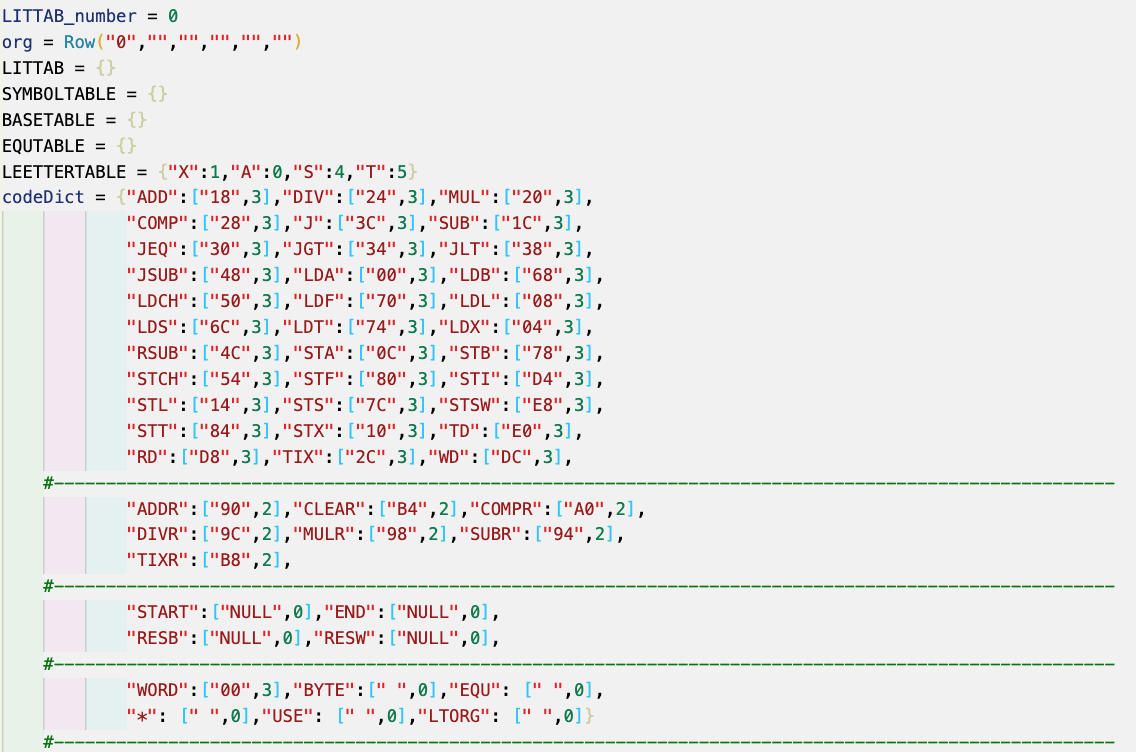 LITTAB_number = 0
org = Row("0","","","","","")
LITTAB = {}
SYMBOLTABLE = {}
BASETABLE = {}
EQUTABLE = {}
LEETTERTABLE = {"X":1,"A":0,"S":4,"T":5}
codeDict = {"ADD":["18",3],"DIV":["24",3],"MUL":["20",3],
"COMP":["28",3],"J":["3C",3],"SUB":["1C",3],
"JEQ":["30",3],"JGT":["34",3],"JLT":["38",3],
"JSUB":["48",3],"LDA":["00",3],"LDB":["68",3],
"LDCH":["50",3],"LDF":["70",3],"LDL":["08",3],
"LDS":["6C",3],"LDT":["74",3],"LDX":["04",3],
"RSUB":["4C",3],"STA":["0C",3],"STB":["78",3],
"STCH":["54",3],"STF":["80",3],"STI":["D4",3],
"STL":["14",3],"STS":["7C",3],"STSW":["E8",3],
"STT":["84",3],"STX":["10",3],"TD":["E0",3],
"RD":["D8",3],"TIX":["2C",3],"WD":["DC",3],
#------------------------------------------------------------------------------------------------------
"ADDR":["90",2],"CLEAR":["B4",2],"COMPR":["A0",2],
"DIVR":["9C",2],"MULR":["98",2],"SUBR":["94",2],
"TIXR":["B8",2],
#------------------------------------------------------------------------------------------------------
"START":["NULL",0],"END":["NULL",0],
"RESB":["NULL",0],"RESW":["NULL",0],
#------------------------------------------------------------------------------------------------------
"WORD":["00",3],"BYTE":[" ",0],"EQU": [" ",0],
"*": [" ",0],"USE": [" ",0],"LTORG": [" ",0]}
#------------------------------------------------------------------------------------------------------